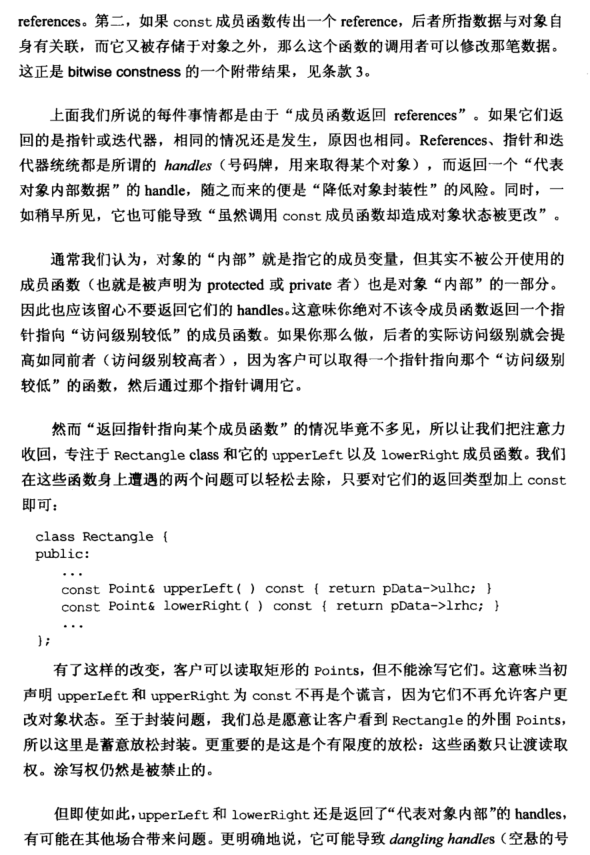 references。第二，如果 const 成员函数传出一个 reference，后者所指数据与对象自
身有关联，而它又被存储于对象之外，那么这个函数的调用者可以修改那笔数据。
这正是 bitwise constness 的一个附带结果，见条款 3。
上面我们所说的每件事情都是由于“成员函数返回 references”。如果它们返
回的是指针或迭代器，相同的情况还是发生，原因也相同。References、指针和迭
代器统统都是所谓的 handles（号码牌，用来取得某个对象），而返回一个“代表
对象内部数据”的 handle，随之而来的便是“降低对象封装性”的风险。同时，一
如稍早所见，它也可能导致“虽然调用 const 成员函数却造成对象状态被更改”。
通常我们认为，对象的“内部”就是指它的成员变量，但其实不被公开使用的
成员函数（也就是被声明为 protected 或 private 者）也是对象“内部”的一部分。
因此也应该留心不要返回它们的 handles。这意味你绝对不该令成员函数返回一个指
针指向“访问级别较低”的成员函数。如果你那么做，后者的实际访问级别就会提
高如同前者（访问级别较高者），因为客户可以取得一个指针指向那个“访问级别
较低”的函数，然后通过那个指针调用它。
然而“返回指针指向某个成员函数”的情况毕竟不多见，所以让我们把注意力
收回，专注于 Rectangle class 和它的 upperLeft 以及 lowerRight 成员函数。我们
在这些函数身上遭遇的两个问题可以轻松去除，只要对它们的返回类型加上 const
即可：
class Rectangle {
public:
...
const Point& upperLeft( ) const { return pData->ulhc; }
const Point& lowerRight( ) const { return pData->lrhc; }
...
};
有了这样的改变，客户可以读取矩形的 Points，但不能涂写它们。这意味当初
声明 upperLeft 和 upperRight 为 const 不再是个谎言，因为它们不再允许客户更
改对象状态。至于封装问题，我们总是愿意让客户看到 Rectangle 的外围 Points，
所以这里是蓄意放松封装。更重要的是这是个有限度的放松：这些函数只让渡读取
权。涂写权仍然是被禁止的。
但即使如此，upperLeft 和 lowerRight 还是返回了“代表对象内部”的 handles，
有可能在其他场合带来问题。更明确地说，它可能导致 dangling handles（空悬的号